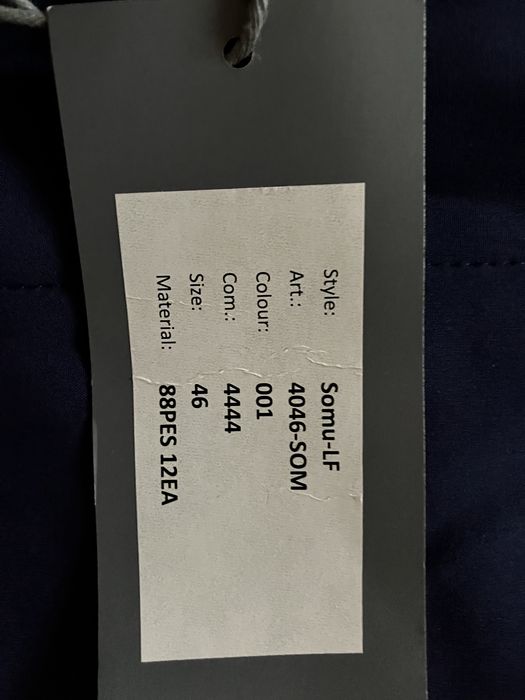 Style: Somu-LF
Art.: 4046-SOM
Colour: 001
Com.: 4444
Size: 46
Material: 88PES 12EA